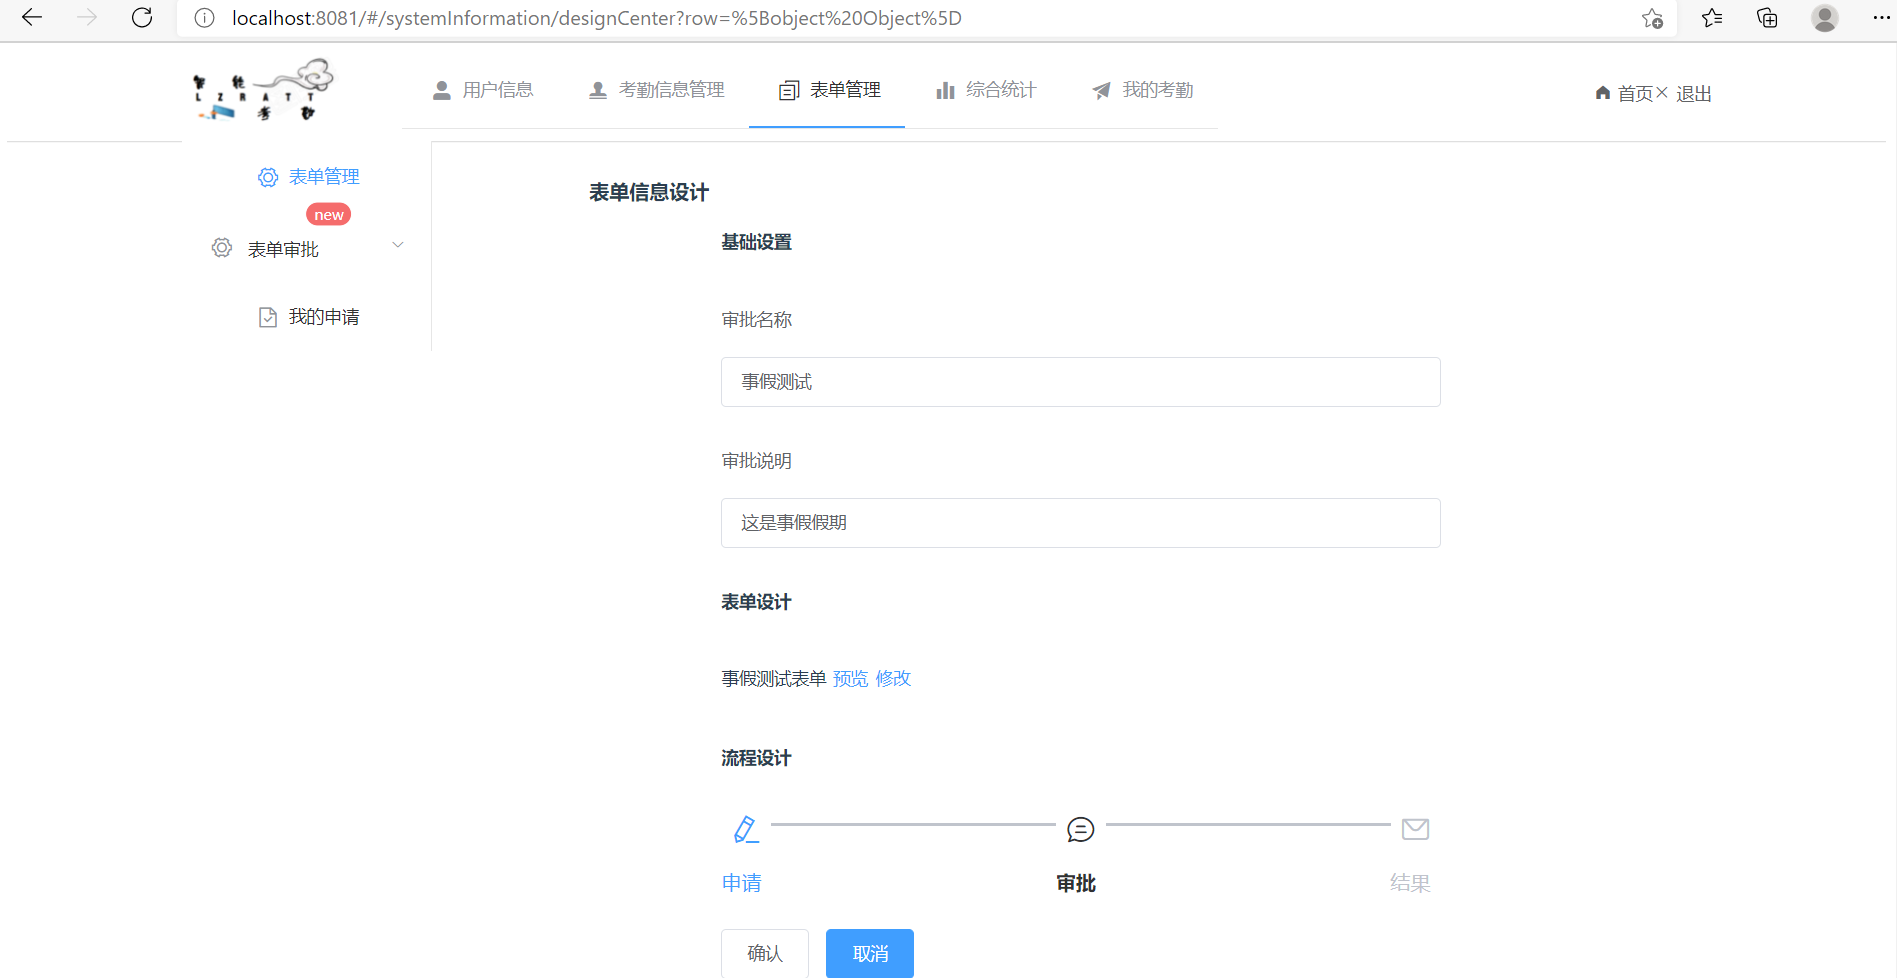 localhost:8081/#/systemInformation/designCenter?row=%5Bobject%20Object%5D
智能
LZRATT
考勤
用户信息 考勤信息管理 表单管理 综合统计 我的考勤 首页 退出
表单管理
new
表单审批
我的申请
表单信息设计
基础设置
审批名称
事假测试
审批说明
这是事假假期
表单设计
事假测试表单 预览 修改
流程设计
申请 审批 结果
确认 取消